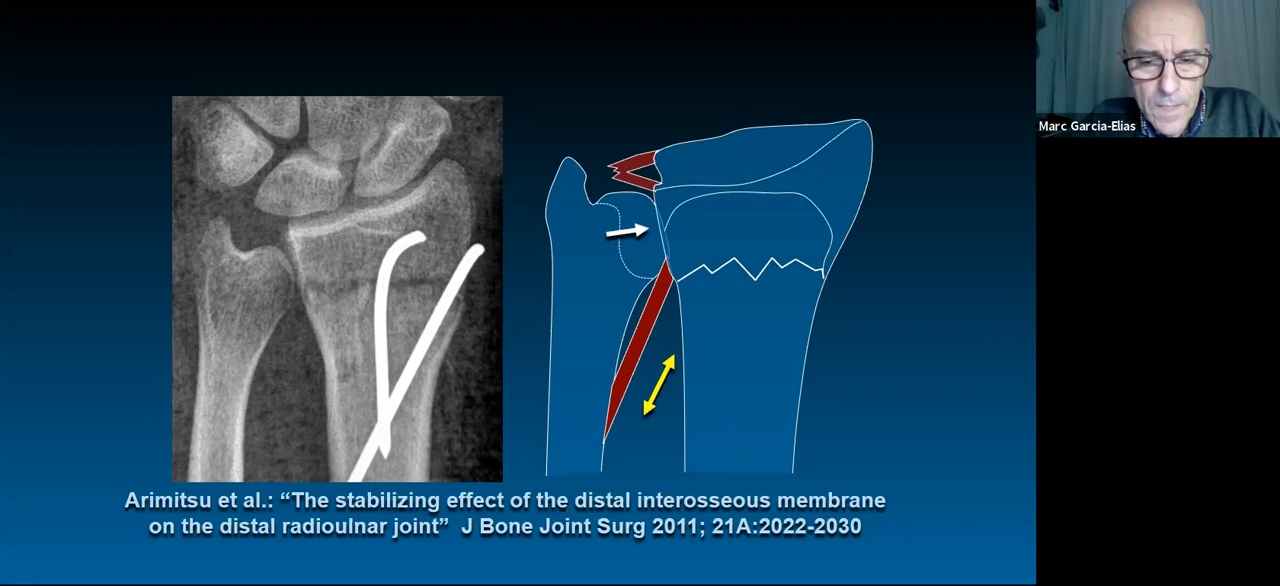 Marc Garcia-Elias
Arimitsu et al.: “The stabilizing effect of the distal interosseous membrane
on the distal radioulnar joint”  J Bone Joint Surg 2011; 21A:2022-2030